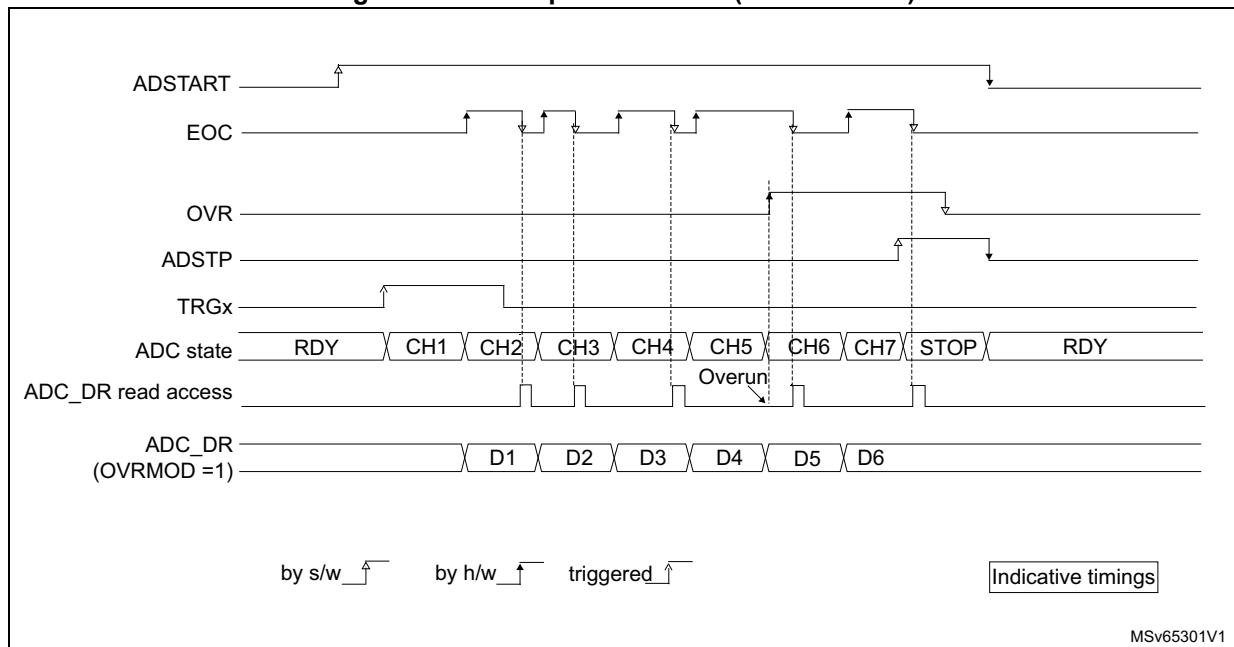 ADSTART
EOC
OVR
ADSTP
TRGx
ADC state RDY CH1 CH2 CH3 CH4 CH5 CH6 CH7 STOP RDY
Overun
ADC_DR read access
ADC_DR
(OVRMOD =1)
D1 D2 D3 D4 D5 D6
by s/w by h/w triggered
Indicative timings
MSv65301V1